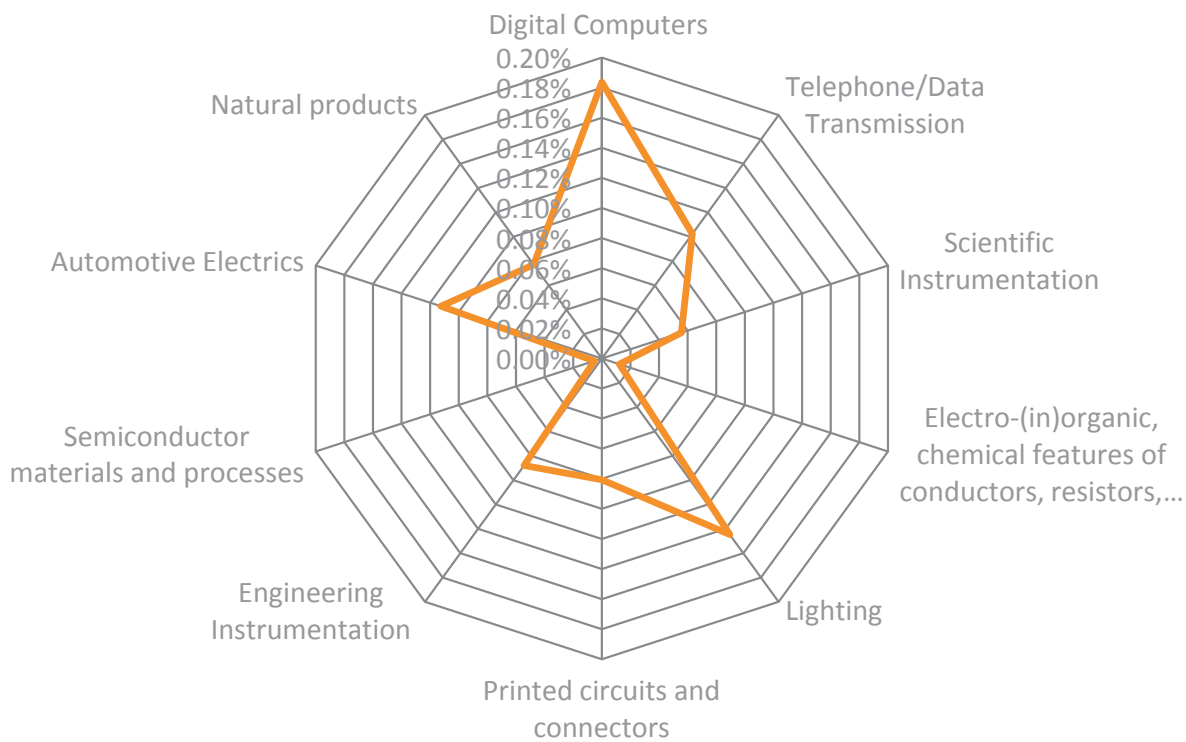 Digital Computers
0.20%
0.18%
0.16%
0.14%
0.12%
0.10%
0.08%
0.06%
0.04%
0.02%
0.00%
Telephone/Data
Transmission
Scientific
Instrumentation
Electro-(in)organic,
chemical features of
conductors, resistors,…
Lighting
Printed circuits and
connectors
Engineering
Instrumentation
Semiconductor
materials and processes
Automotive Electrics
Natural products